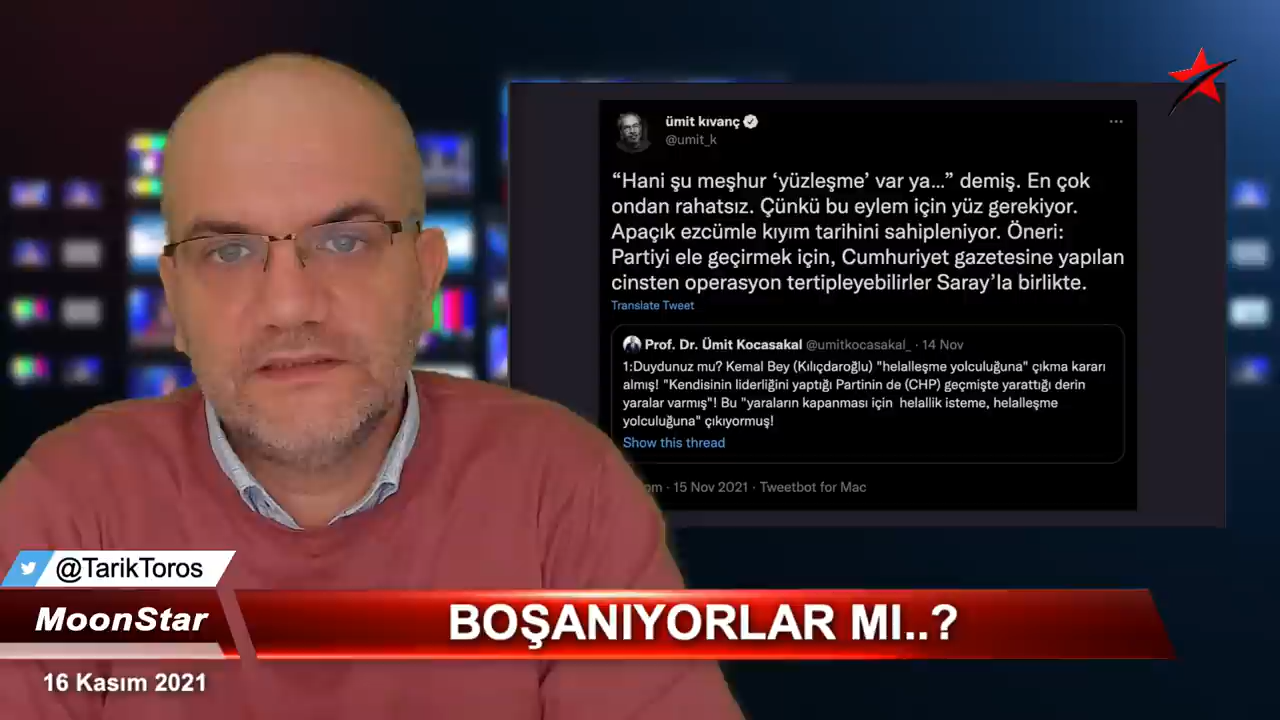 ümit kıvanç
@umit_k
“Hani şu meşhur ‘yüzleşme’ var ya...” demiş. En çok
ondan rahatsız. Çünkü bu eylem için yüz gerekiyor.
Apaçık ezcümle kıyım tarihini sahipleniyor. Öneri:
Partiyi ele geçirmek için, Cumhuriyet gazetesine yapılan
cinsten operasyon tertipleyebilirler Saray’la birlikte.
Translate Tweet
Prof. Dr. Ümit Kocasakal @umitkocasakal_ · 14 Nov
1:Duydunuz mu? Kemal Bey (Kılıçdaroğlu) "helalleşme yolculuğuna" çıkma kararı
almış! "Kendisinin liderliğini yaptığı Partinin de (CHP) geçmişte yarattığı derin
yaralar varmış"! Bu "yaraların kapanması için helallik isteme, helalleşme
yolculuğuna" çıkıyormuş!
Show this thread
pm · 15 Nov 2021 · Tweetbot for Mac
@TarikToros
MoonStar
BOŞANIYORLAR MI..?
16 Kasım 2021